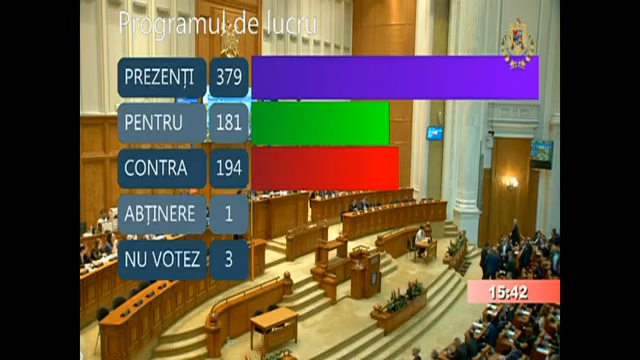 Programul de lucru
PREZENȚI 379
PENTRU 181
CONTRA 194
ABȚINERE 1
NU VOTEZ 3
15:42